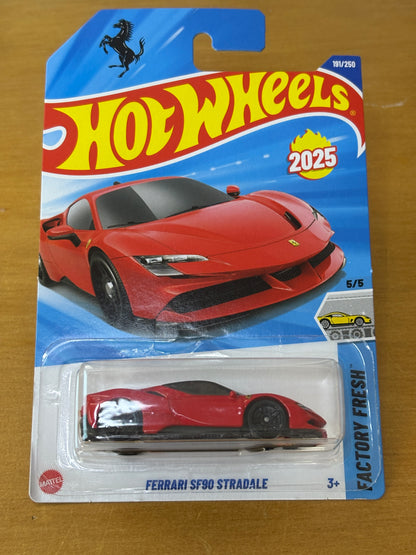 191/250
HOT WHEELS
2025
5/5
FACTORY FRESH
MATTEL
FERRARI SF90 STRADALE
3+